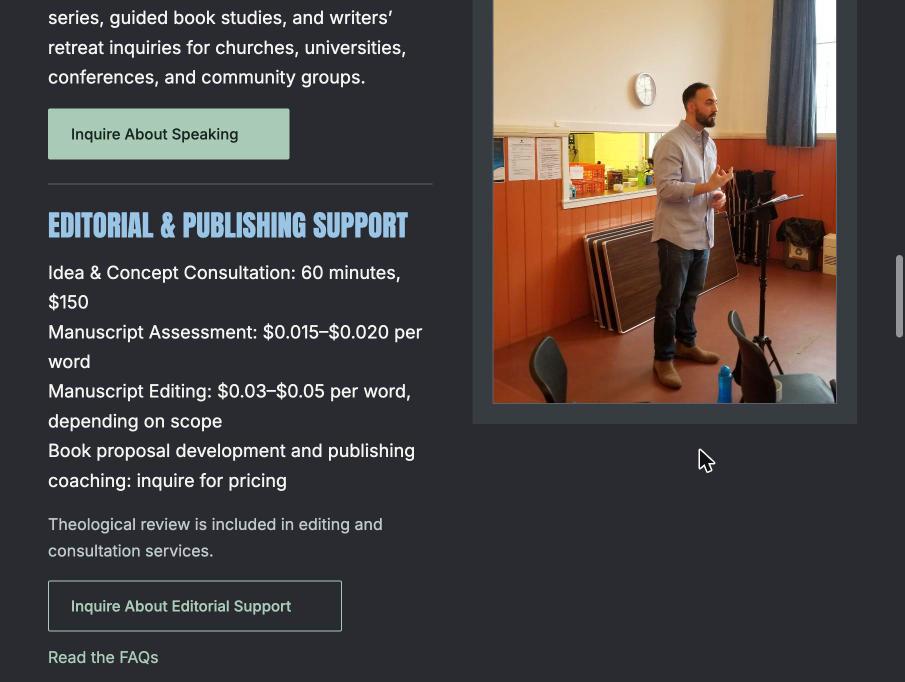 series, guided book studies, and writers’
retreat inquiries for churches, universities,
conferences, and community groups.
Inquire About Speaking
EDITORIAL & PUBLISHING SUPPORT
Idea & Concept Consultation: 60 minutes,
$150
Manuscript Assessment: $0.015–$0.020 per
word
Manuscript Editing: $0.03–$0.05 per word,
depending on scope
Book proposal development and publishing
coaching: inquire for pricing
Theological review is included in editing and
consultation services.
Inquire About Editorial Support
Read the FAQs